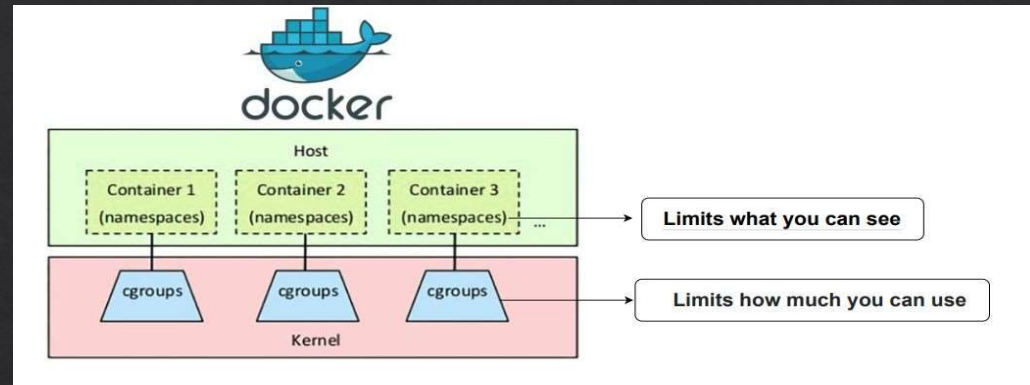 docker
Host
Container 1
(namespaces)
Container 2
(namespaces)
Container 3
(namespaces)
...
Limits what you can see
cgroups
cgroups
cgroups
Limits how much you can use
Kernel